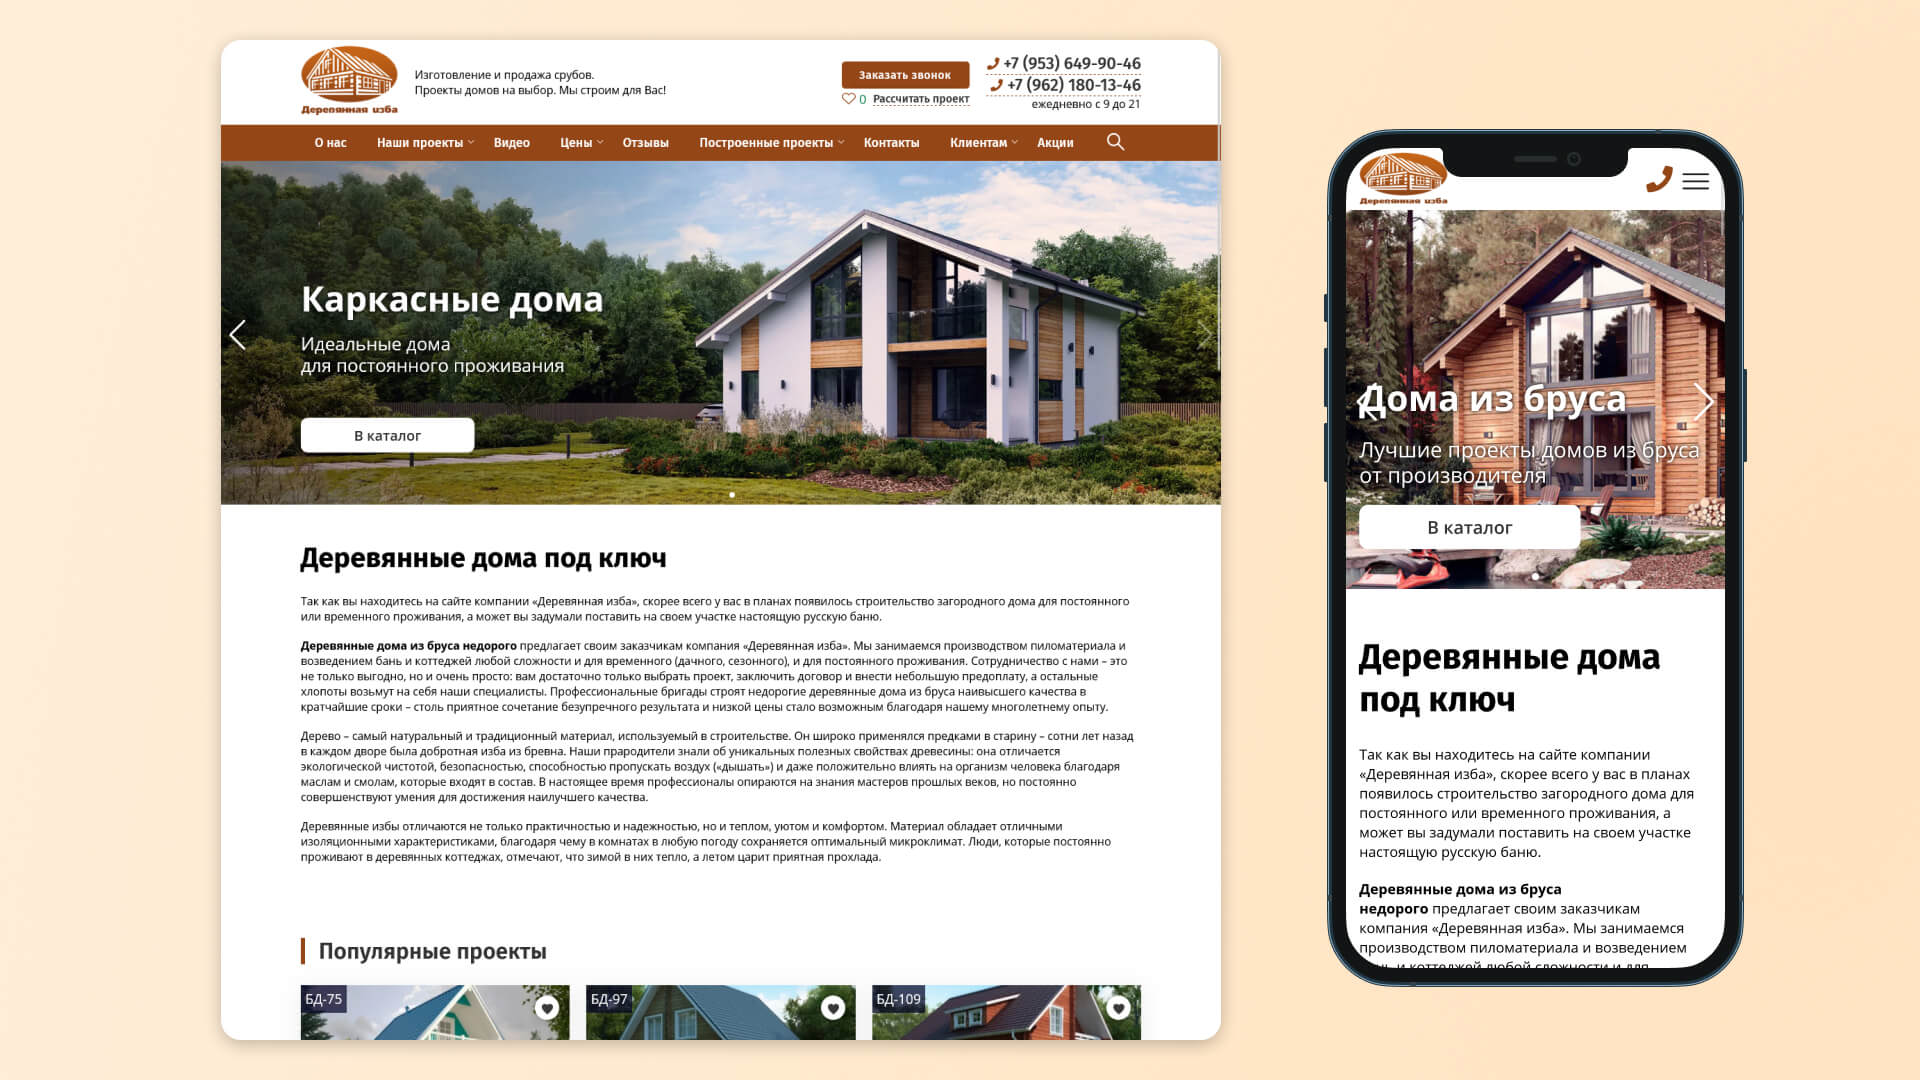 Деревянная изба
Изготовление и продажа срубов.
Проекты домов на выбор. Мы строим для Вас!
Заказать звонок
0 Рассчитать проект
+7 (953) 649-90-46
+7 (962) 180-13-46
ежедневно с 9 до 21
О нас Наши проекты Видео Цены Отзывы Построенные проекты Контакты Клиентам Акции
Каркасные дома
Идеальные дома
для постоянного проживания
В каталог
Деревянные дома под ключ
Так как вы находитесь на сайте компании «Деревянная изба», скорее всего у вас в планах появилось строительство загородного дома для постоянного
или временного проживания, а может вы задумали поставить на своем участке настоящую русскую баню.
Деревянные дома из бруса недорого предлагает своим заказчикам компания «Деревянная изба». Мы занимаемся производством пиломатериала и
возведением бань и коттеджей любой сложности и для временного (дачного, сезонного), и для постоянного проживания. Сотрудничество с нами – это
не только выгодно, но и очень просто: вам достаточно только выбрать проект, заключить договор и внести небольшую предоплату, а остальные
хлопоты возьмут на себя наши специалисты. Профессиональные бригады строят недорогие деревянные дома из бруса наивысшего качества в
кратчайшие сроки – столь приятное сочетание безупречного результата и низкой цены стало возможным благодаря нашему многолетнему опыту.
Дерево – самый натуральный и традиционный материал, используемый в строительстве. Он широко применялся предками в старину – сотни лет назад
в каждом дворе была добротная изба из бревна. Наши прародители знали об уникальных полезных свойствах древесины: она отличается
экологической чистотой, безопасностью, способностью пропускать воздух («дышать») и даже положительно влиять на организм человека благодаря
маслам и смолам, которые входят в состав. В настоящее время профессионалы опираются на знания мастеров прошлых веков, но постоянно
совершенствуют умения для достижения наилучшего качества.
Деревянные избы отличаются не только практичностью и надежностью, но и теплом, уютом и комфортом. Материал обладает отличными
изоляционными характеристиками, благодаря чему в комнатах в любую погоду сохраняется оптимальный микроклимат. Люди, которые постоянно
проживают в деревянных коттеджах, отмечают, что зимой в них тепло, а летом царит приятная прохлада.
Популярные проекты
БД-75
БД-97
БД-109
Деревянная изба
Дома из бруса
Лучшие проекты домов из бруса
от производителя
В каталог
Деревянные дома
под ключ
Так как вы находитесь на сайте компании
«Деревянная изба», скорее всего у вас в планах
появилось строительство загородного дома для
постоянного или временного проживания, а
может вы задумали поставить на своем участке
настоящую русскую баню.
Деревянные дома из бруса
недорого предлагает своим заказчикам
компания «Деревянная изба». Мы занимаемся
производством пиломатериала и возведением
и коттеджей любой сложности и для